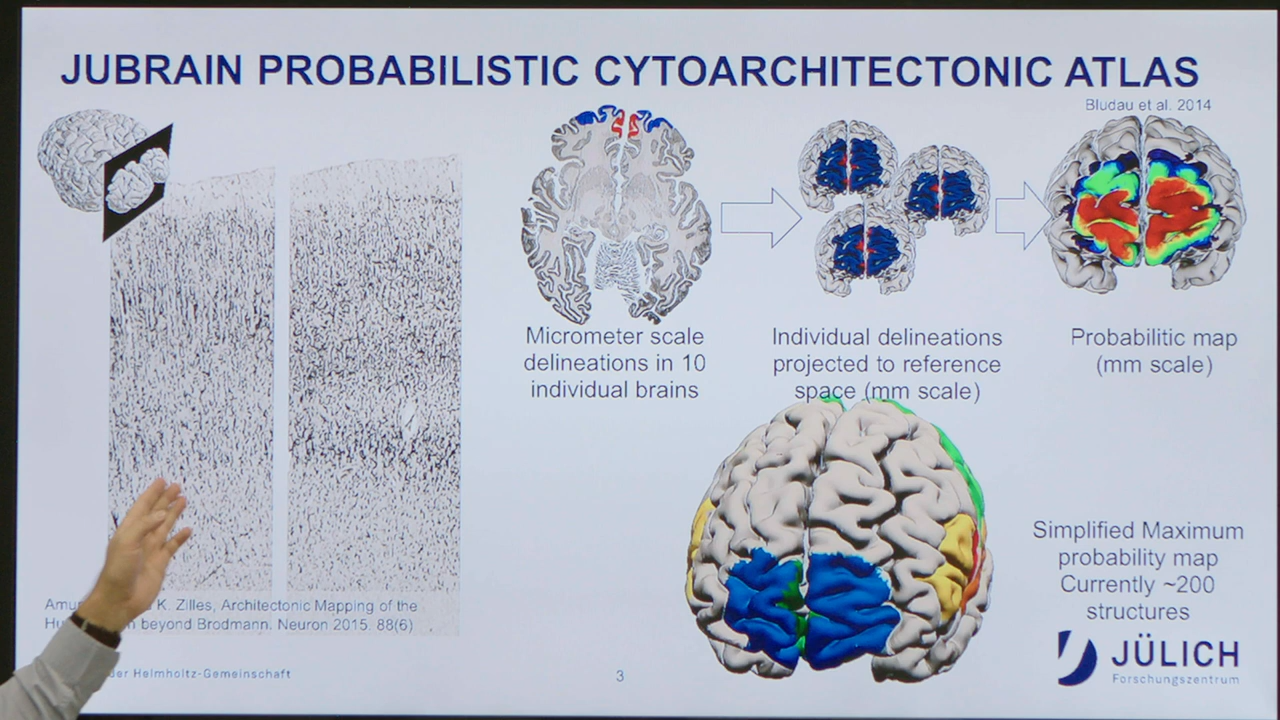 JUBRAIN PROBABILISTIC CYTOARCHITECTONIC ATLAS
Bludau et al. 2014
Micrometer scale
delineations in 10
individual brains
Individual delineations
projected to reference
space (mm scale)
Probabilitic map
(mm scale)
Simplified Maximum
probability map
Currently ~200
structures
K. Zilles, Architectonic Mapping of the
beyond Brodmann. Neuron 2015. 88(6)
der Helmholtz-Gemeinschaft
3
JÜLICH
Forschungszentrum